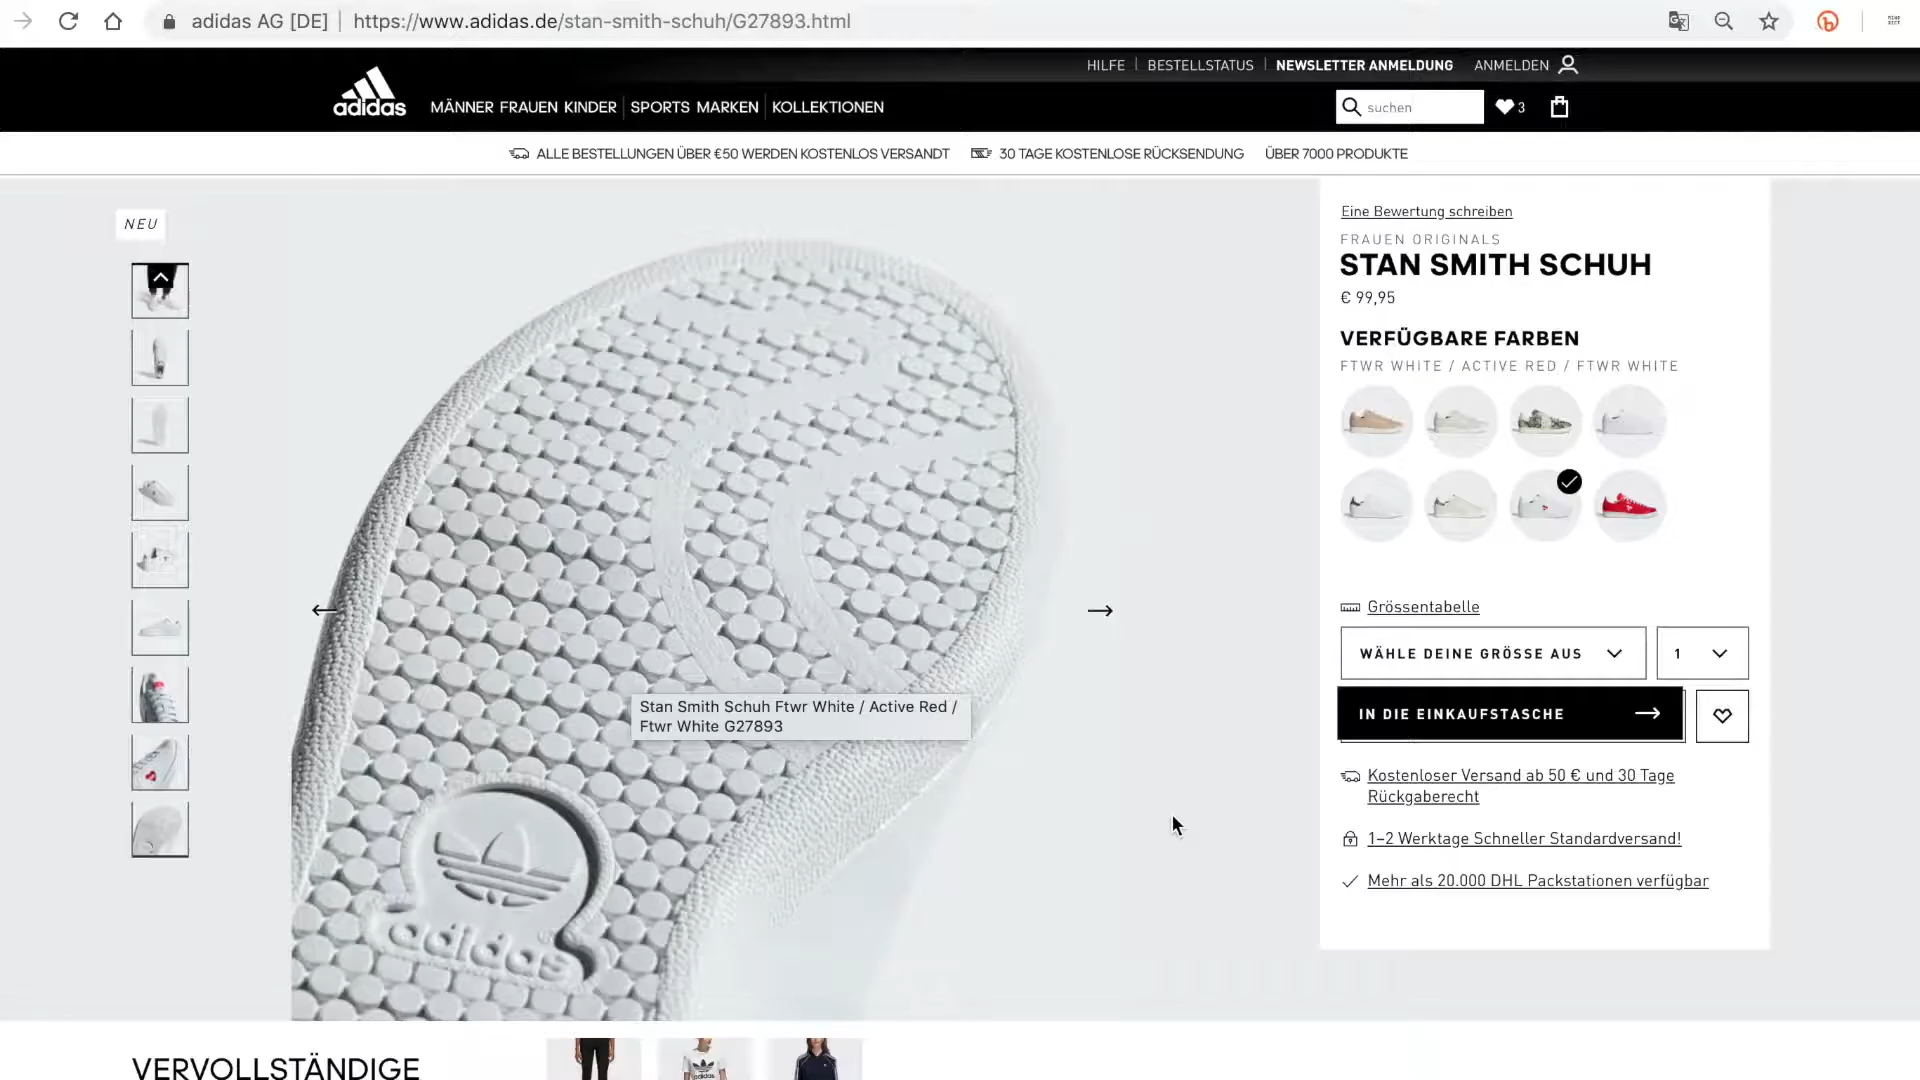 adidas AG [DE] | https://www.adidas.de/stan-smith-schuh/G27893.html
HILFE | BESTELLSTATUS | NEWSLETTER ANMELDUNG ANMELDEN
adidas MÄNNER FRAUEN KINDER SPORTS MARKEN KOLLEKTIONEN suchen 3
ALLE BESTELLUNGEN ÜBER €50 WERDEN KOSTENLOS VERSANDT 30 TAGE KOSTENLOSE RÜCKSENDUNG ÜBER 7000 PRODUKTE
NEU
Eine Bewertung schreiben
FRAUEN ORIGINALS
STAN SMITH SCHUH
€ 99,95
VERFÜGBARE FARBEN
FTWR WHITE / ACTIVE RED / FTWR WHITE
Grössentabelle
WÄHLE DEINE GRÖSSE AUS 1
IN DIE EINKAUFSTASCHE
Kostenloser Versand ab 50 € und 30 Tage
Rückgaberecht
1–2 Werktage Schneller Standardversand!
Mehr als 20.000 DHL Packstationen verfügbar
Stan Smith Schuh Ftwr White / Active Red /
Ftwr White G27893
adidas
VERVOLLSTÄNDIGE
adidas